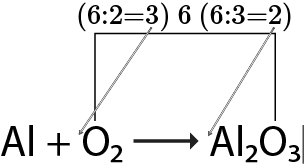 (6:2=3) 6 (6:3=2)
Al + O₂ ⟶ Al₂O₃